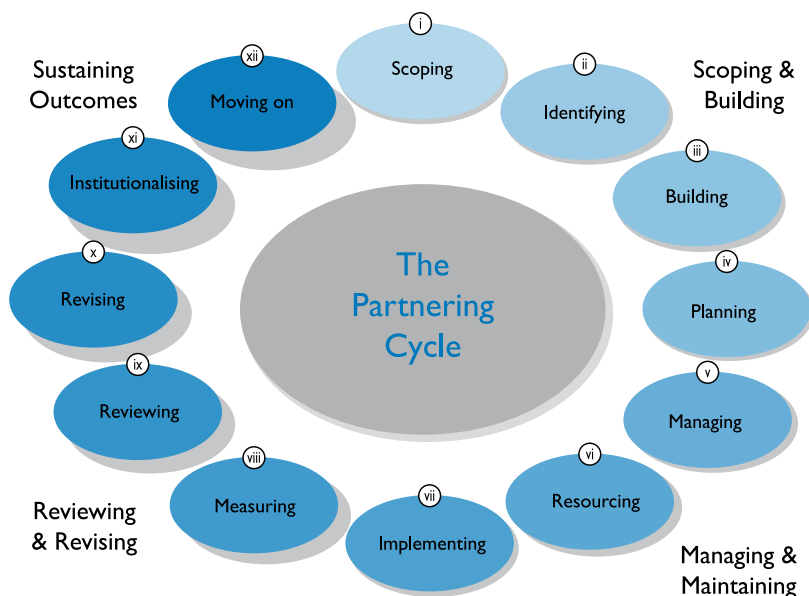 The
Partnering
Cycle
Scoping &
Building
i
Scoping
ii
Identifying
iii
Building
iv
Planning
Managing &
Maintaining
v
Managing
vi
Resourcing
vii
Implementing
Reviewing
& Revising
viii
Measuring
ix
Reviewing
x
Revising
Sustaining
Outcomes
xi
Institutionalising
xii
Moving on